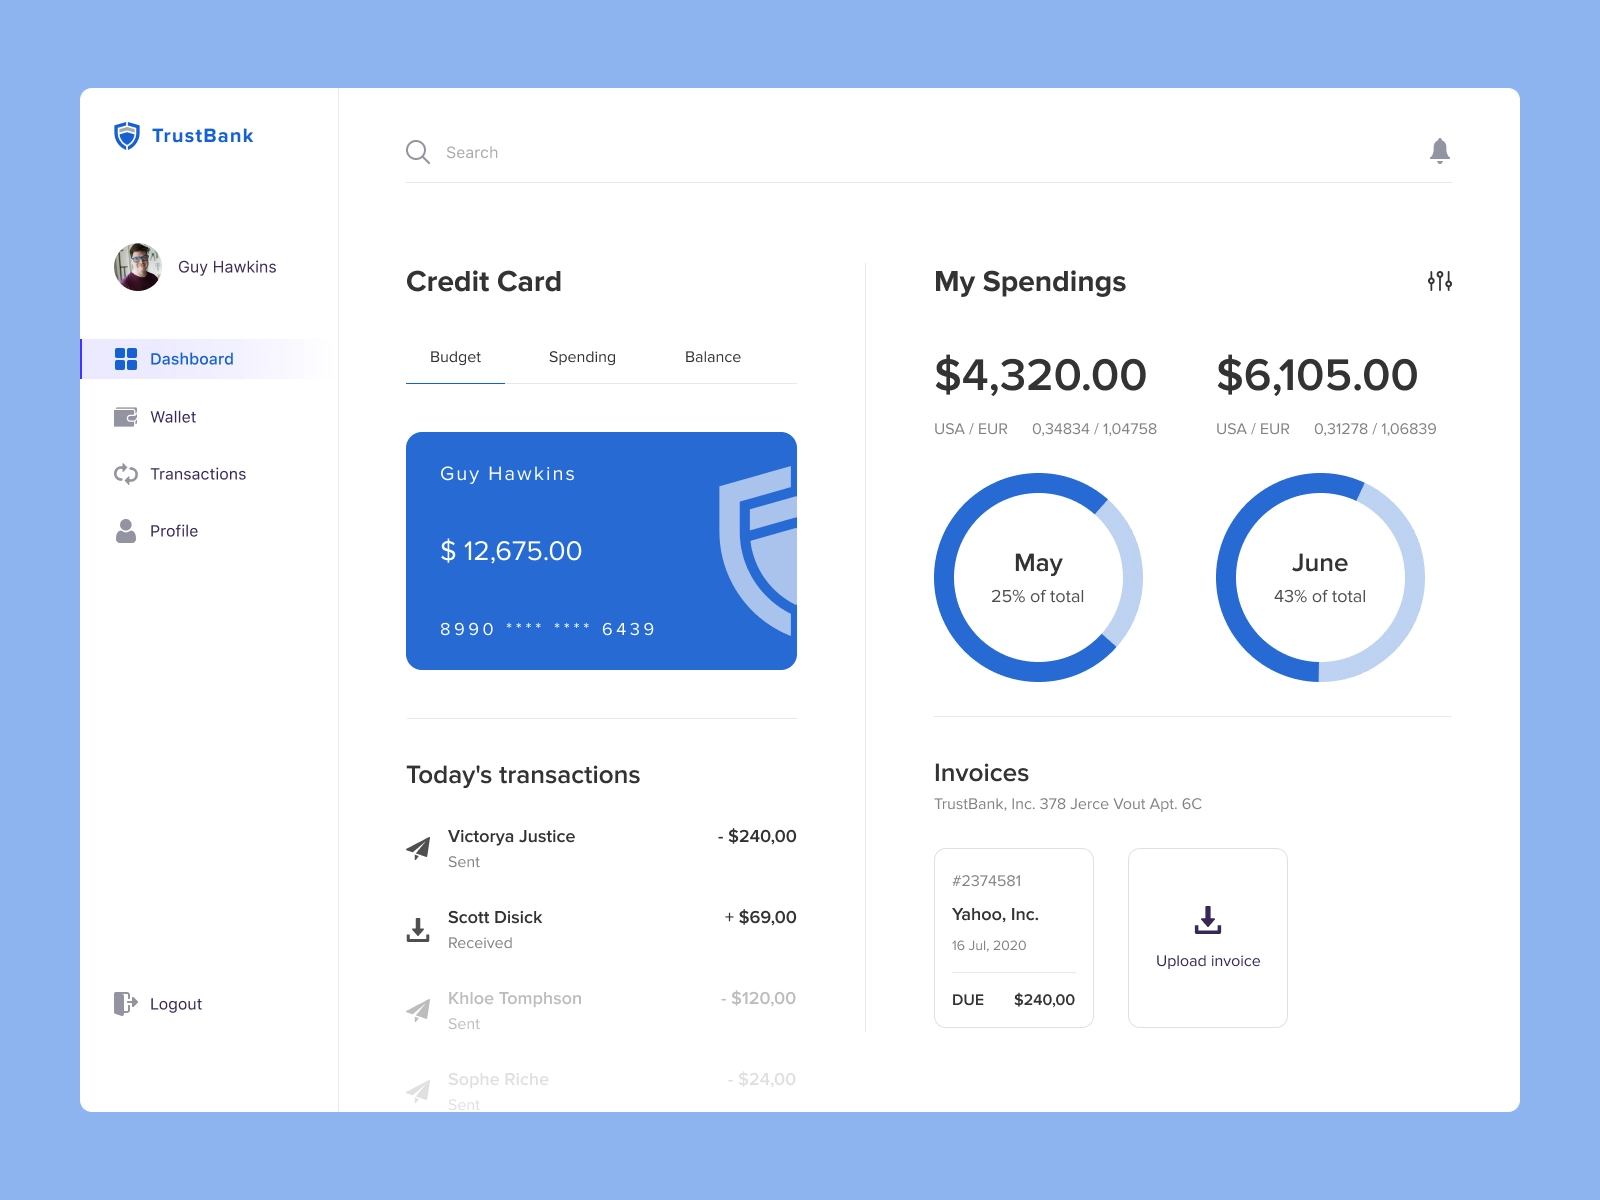 TrustBank
Search
Guy Hawkins
Dashboard
Wallet
Transactions
Profile
Logout
Credit Card
Budget Spending Balance
Guy Hawkins
$ 12,675.00
8990 **** **** 6439
Today's transactions
Victorya Justice - $240,00
Sent
Scott Disick + $69,00
Received
Khloe Tomphson - $120,00
Sent
Sophe Riche - $24,00
Sent
My Spendings
$4,320.00 $6,105.00
USA / EUR 0,34834 / 1,04758 USA / EUR 0,31278 / 1,06839
May
25% of total
June
43% of total
Invoices
TrustBank, Inc. 378 Jerce Vout Apt. 6C
#2374581
Yahoo, Inc.
16 Jul, 2020
DUE $240,00
Upload invoice